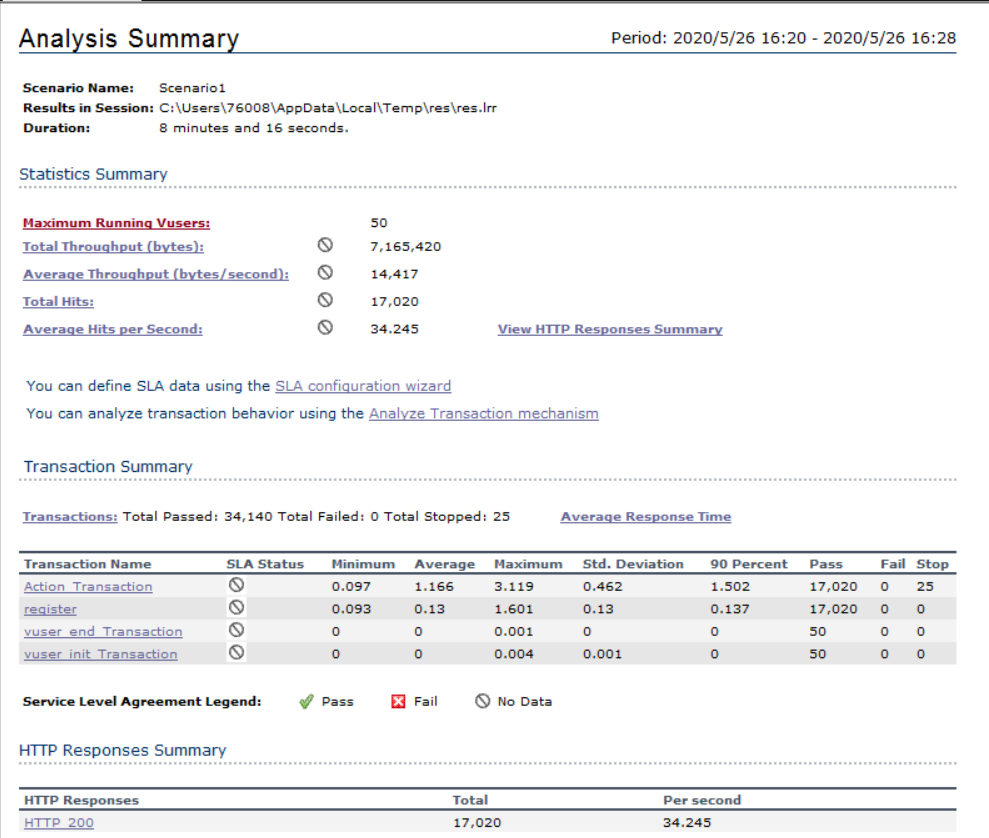 Analysis Summary Period: 2020/5/26 16:20 - 2020/5/26 16:28
Scenario Name: Scenario1
Results in Session: C:\Users\76008\AppData\Local\Temp\res\res.lrr
Duration: 8 minutes and 16 seconds.
Statistics Summary
Maximum Running Vusers: 50
Total Throughput (bytes): 7,165,420
Average Throughput (bytes/second): 14,417
Total Hits: 17,020
Average Hits per Second: 34.245 View HTTP Responses Summary
You can define SLA data using the SLA configuration wizard
You can analyze transaction behavior using the Analyze Transaction mechanism
Transaction Summary
Transactions: Total Passed: 34,140 Total Failed: 0 Total Stopped: 25 Average Response Time
Transaction Name SLA Status Minimum Average Maximum Std. Deviation 90 Percent Pass Fail Stop
Action_Transaction 0.097 1.166 3.119 0.462 1.502 17,020 0 25
register 0.093 0.13 1.601 0.13 0.137 17,020 0 0
vuser_end_Transaction 0 0 0.001 0 0 50 0 0
vuser_init_Transaction 0 0 0.004 0.001 0 50 0 0
Service Level Agreement Legend: Pass Fail No Data
HTTP Responses Summary
HTTP Responses Total Per second
HTTP_200 17,020 34.245